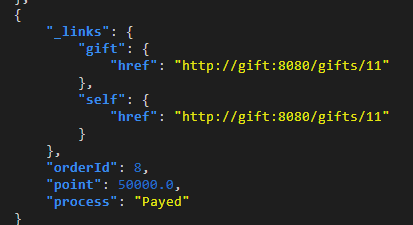 },
{
    "_links": {
        "gift": {
            "href": "http://gift:8080/gifts/11"
        },
        "self": {
            "href": "http://gift:8080/gifts/11"
        }
    },
    "orderId": 8,
    "point": 50000.0,
    "process": "Payed"
}